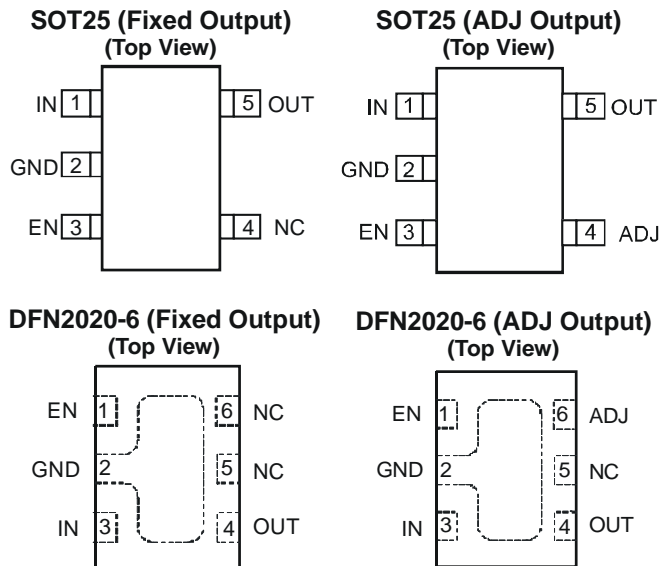 SOT25 (Fixed Output)
(Top View)
IN 1 5 OUT
GND 2
EN 3 4 NC
SOT25 (ADJ Output)
(Top View)
IN 1 5 OUT
GND 2
EN 3 4 ADJ
DFN2020-6 (Fixed Output)
(Top View)
EN 1 6 NC
GND 2 5 NC
IN 3 4 OUT
DFN2020-6 (ADJ Output)
(Top View)
EN 1 6 ADJ
GND 2 5 NC
IN 3 4 OUT